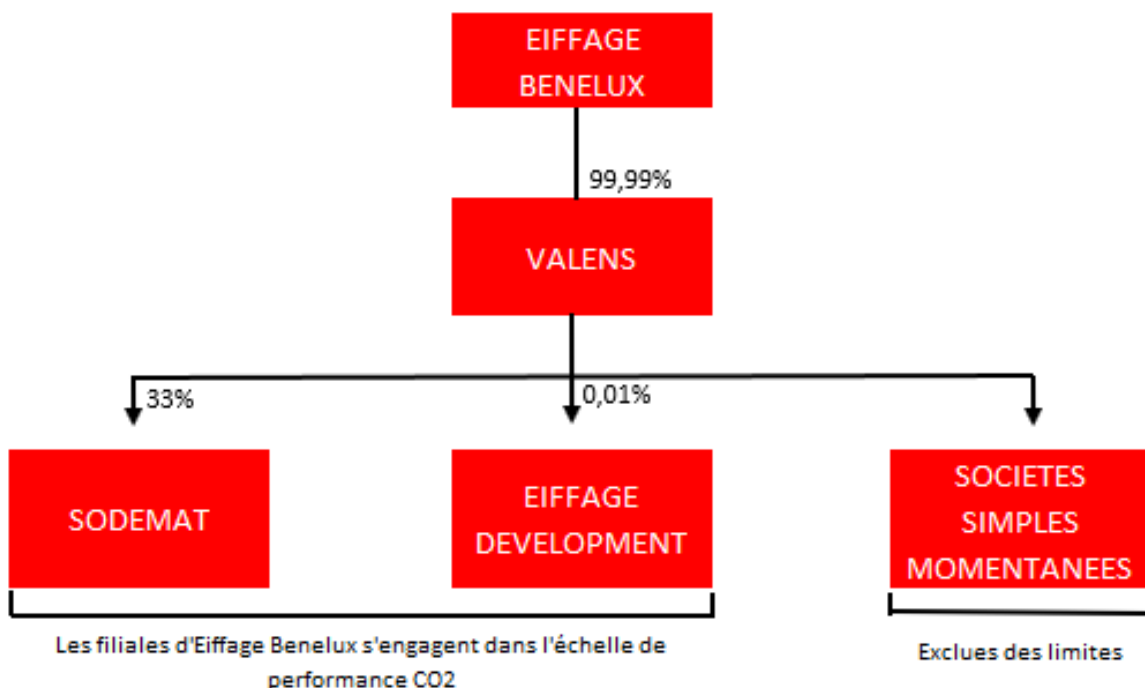 EIFFAGE
BENELUX
99,99%
VALENS
33%
0,01%
SODEMAT
EIFFAGE
DEVELOPMENT
SOCIETES
SIMPLES
MOMENTANEES
Les filiales d'Eiffage Benelux s'engagent dans l'échelle de
performance CO2
Exclues des limites